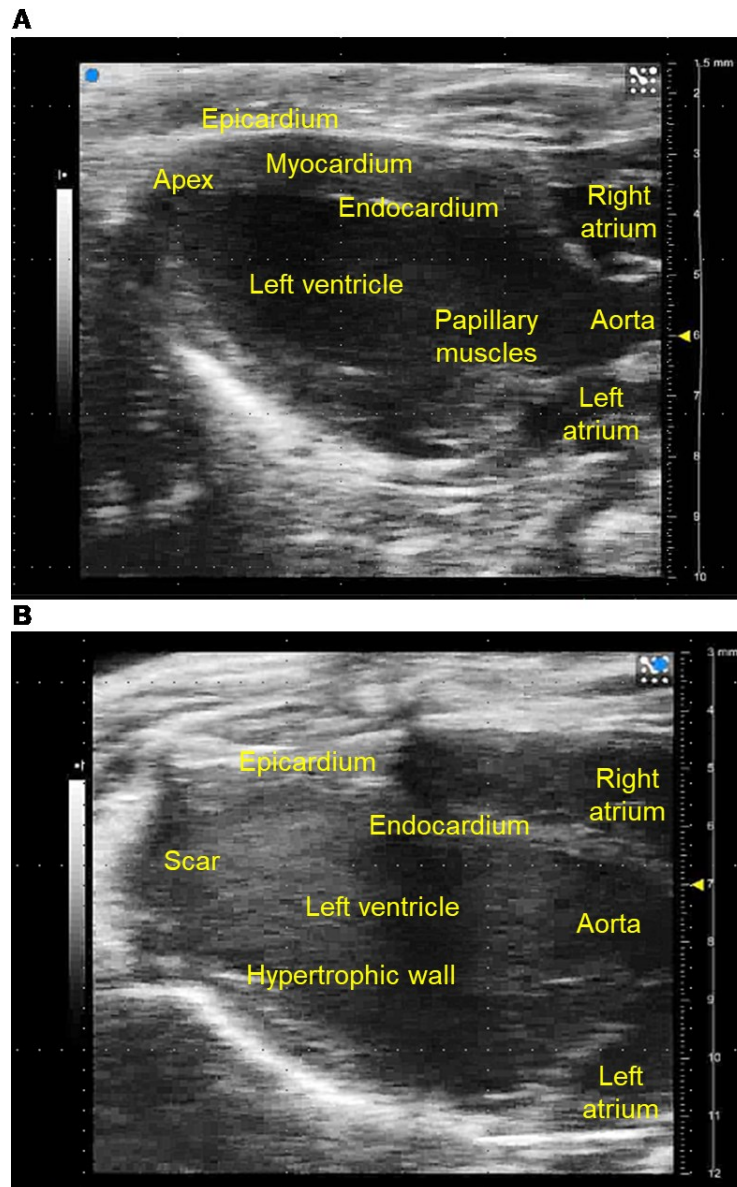 A
1.5 mm
2
Epicardium
Myocardium
3
Apex
Endocardium
Right
atrium
4
Left ventricle
5
Papillary
muscles
Aorta
6
Left
atrium
7
8
9
10
B
3 mm
4
Epicardium
Right
atrium
5
Endocardium
6
Scar
Left ventricle
7
Aorta
8
Hypertrophic wall
9
10
Left
atrium
11
12